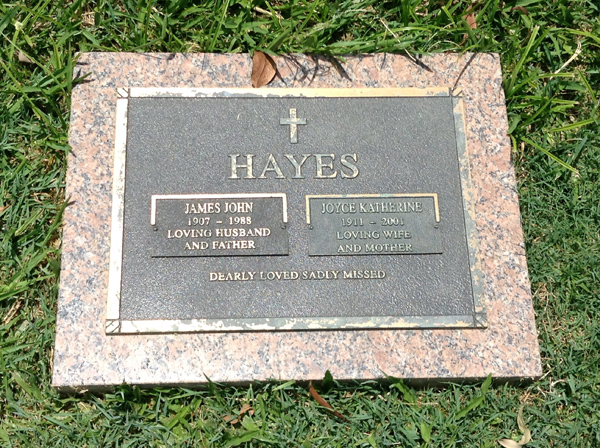 HAYES
JAMES JOHN
1907 - 1988
LOVING HUSBAND
AND FATHER
JOYCE KATHERINE
1911 - 2001
LOVING WIFE
AND MOTHER
DEARLY LOVED SADLY MISSED